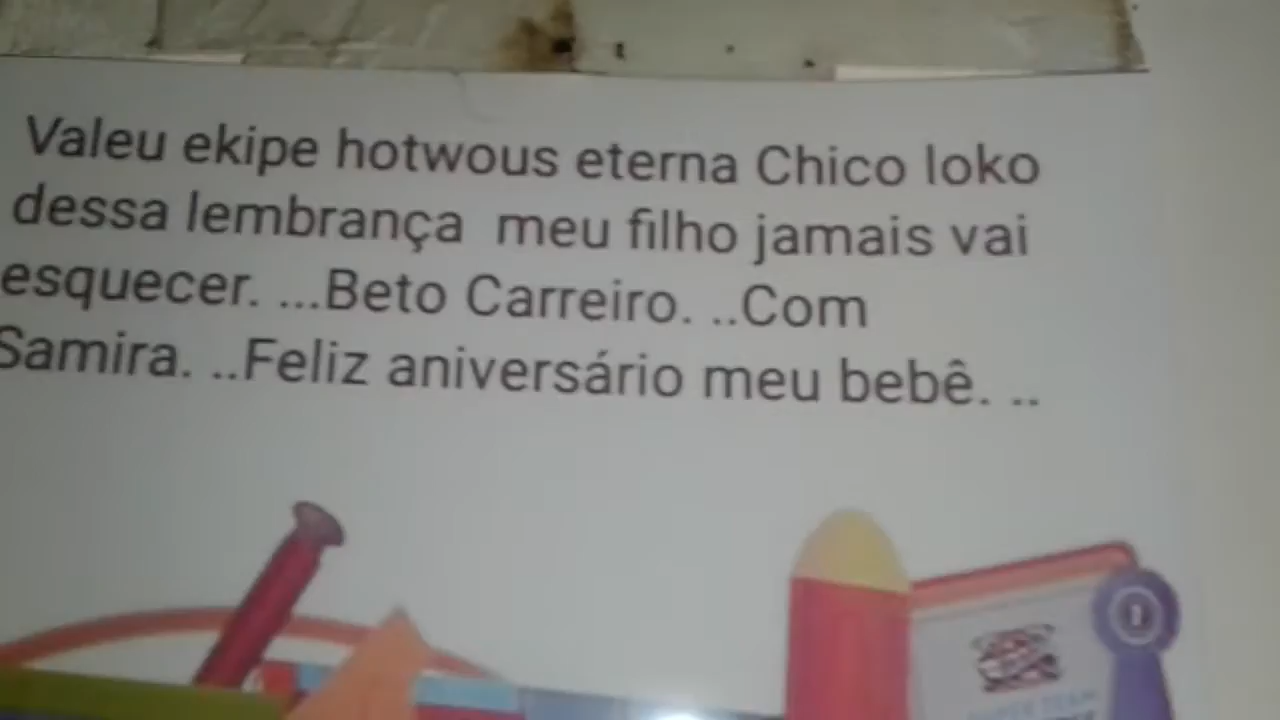 Valeu ekipe hotwous eterna Chico loko
dessa lembrança meu filho jamais vai
esquecer. ...Beto Carreiro. ..Com
Samira. ..Feliz aniversário meu bebê. ..